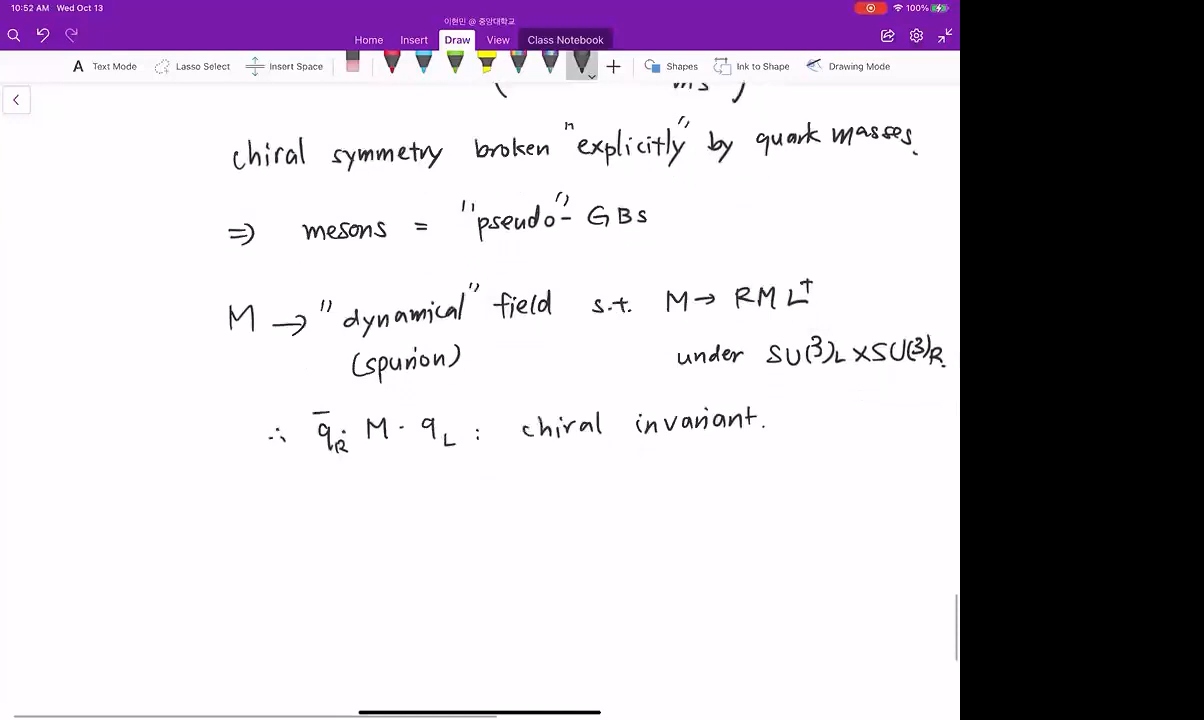 10:52 AM Wed Oct 13
100%
이현민 @ 중앙대학교
Home Insert Draw View Class Notebook
A Text Mode Lasso Select Insert Space Shapes Ink to Shape Drawing Mode
( ms )
chiral symmetry broken "explicitly" by quark masses.
⇒ mesons = "pseudo"- GBs
M → "dynamical" field s.t. M → RML†
(spurion) under SU(3)L×SU(3)R.
∴ q̄R · M · qL : chiral invariant.